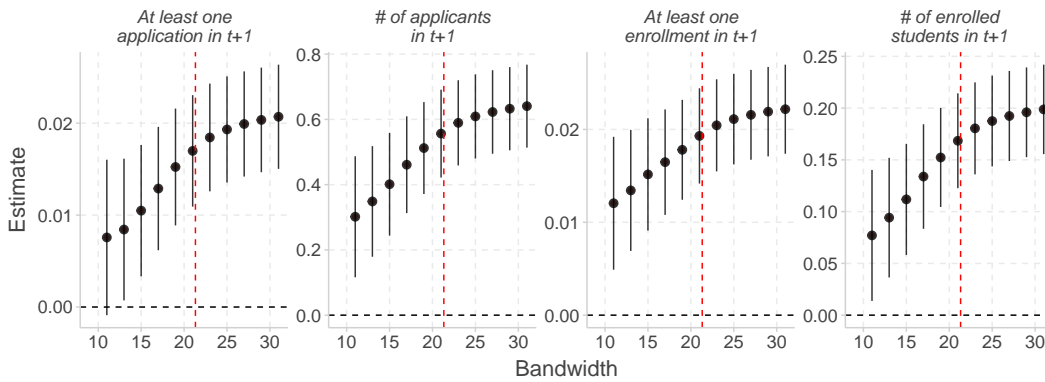 At least one
application in t+1
# of applicants
in t+1
At least one
enrollment in t+1
# of enrolled
students in t+1
Estimate
0.02
0.01
0.00
10 15 20 25 30
0.8
0.6
0.4
0.2
0.0
10 15 20 25 30
0.02
0.01
0.00
10 15 20 25 30
0.25
0.20
0.15
0.10
0.05
0.00
10 15 20 25 30
Bandwidth